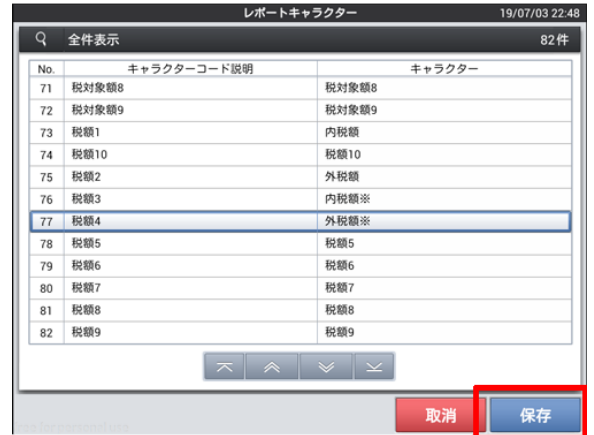 レポートキャラクター 19/07/03 22:48
全件表示 82件
No. キャラクターコード説明 キャラクター
71 税対象額8 税対象額8
72 税対象額9 税対象額9
73 税額1 内税額
74 税額10 税額10
75 税額2 外税額
76 税額3 内税額※
77 税額4 外税額※
78 税額5 税額5
79 税額6 税額6
80 税額7 税額7
81 税額8 税額8
82 税額9 税額9
取消 保存